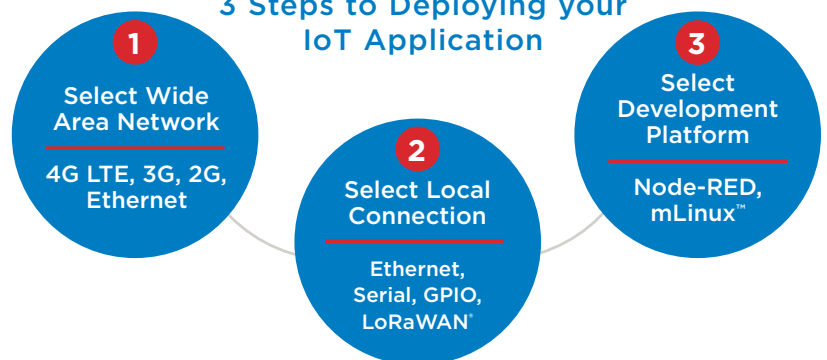 3 Steps to Deploying your
IoT Application
1
Select Wide
Area Network
4G LTE, 3G, 2G,
Ethernet
2
Select Local
Connection
Ethernet,
Serial, GPIO,
LoRaWAN®
3
Select
Development
Platform
Node-RED,
mLinux™